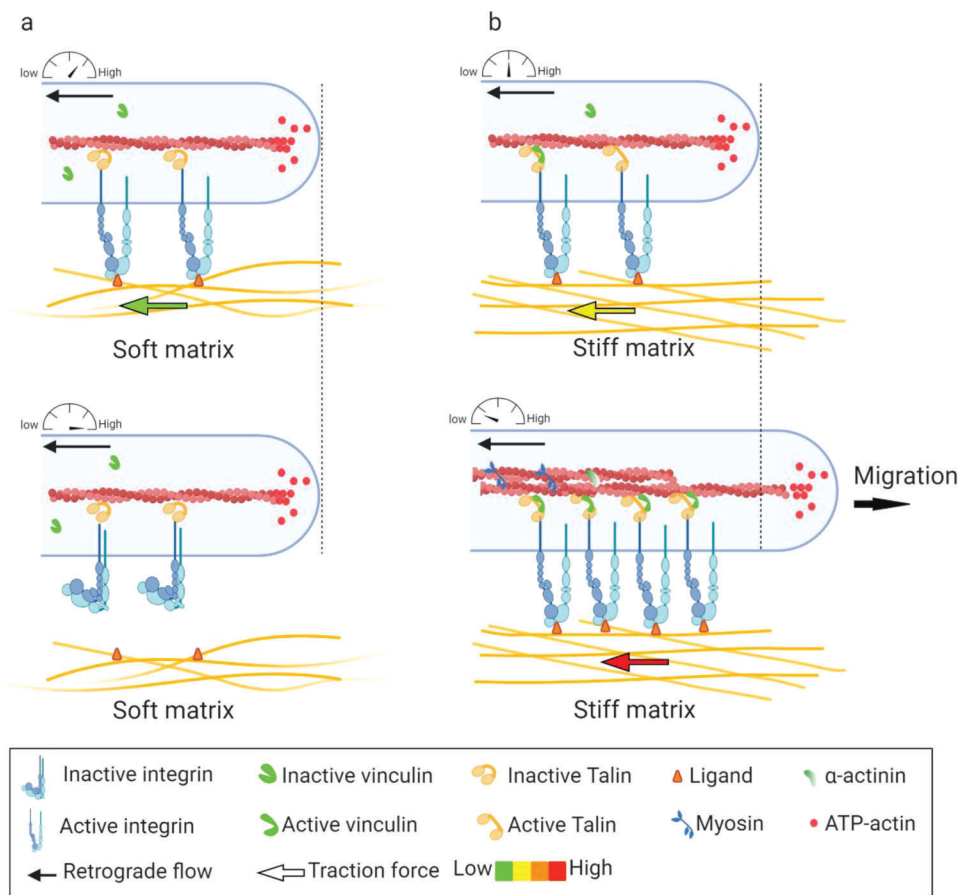 a
b
low High
low High
Soft matrix
Stiff matrix
low High
low High
Migration
Soft matrix
Stiff matrix
Inactive integrin
Inactive vinculin
Inactive Talin
Ligand
α-actinin
Active integrin
Active vinculin
Active Talin
Myosin
ATP-actin
Retrograde flow
Traction force
Low High